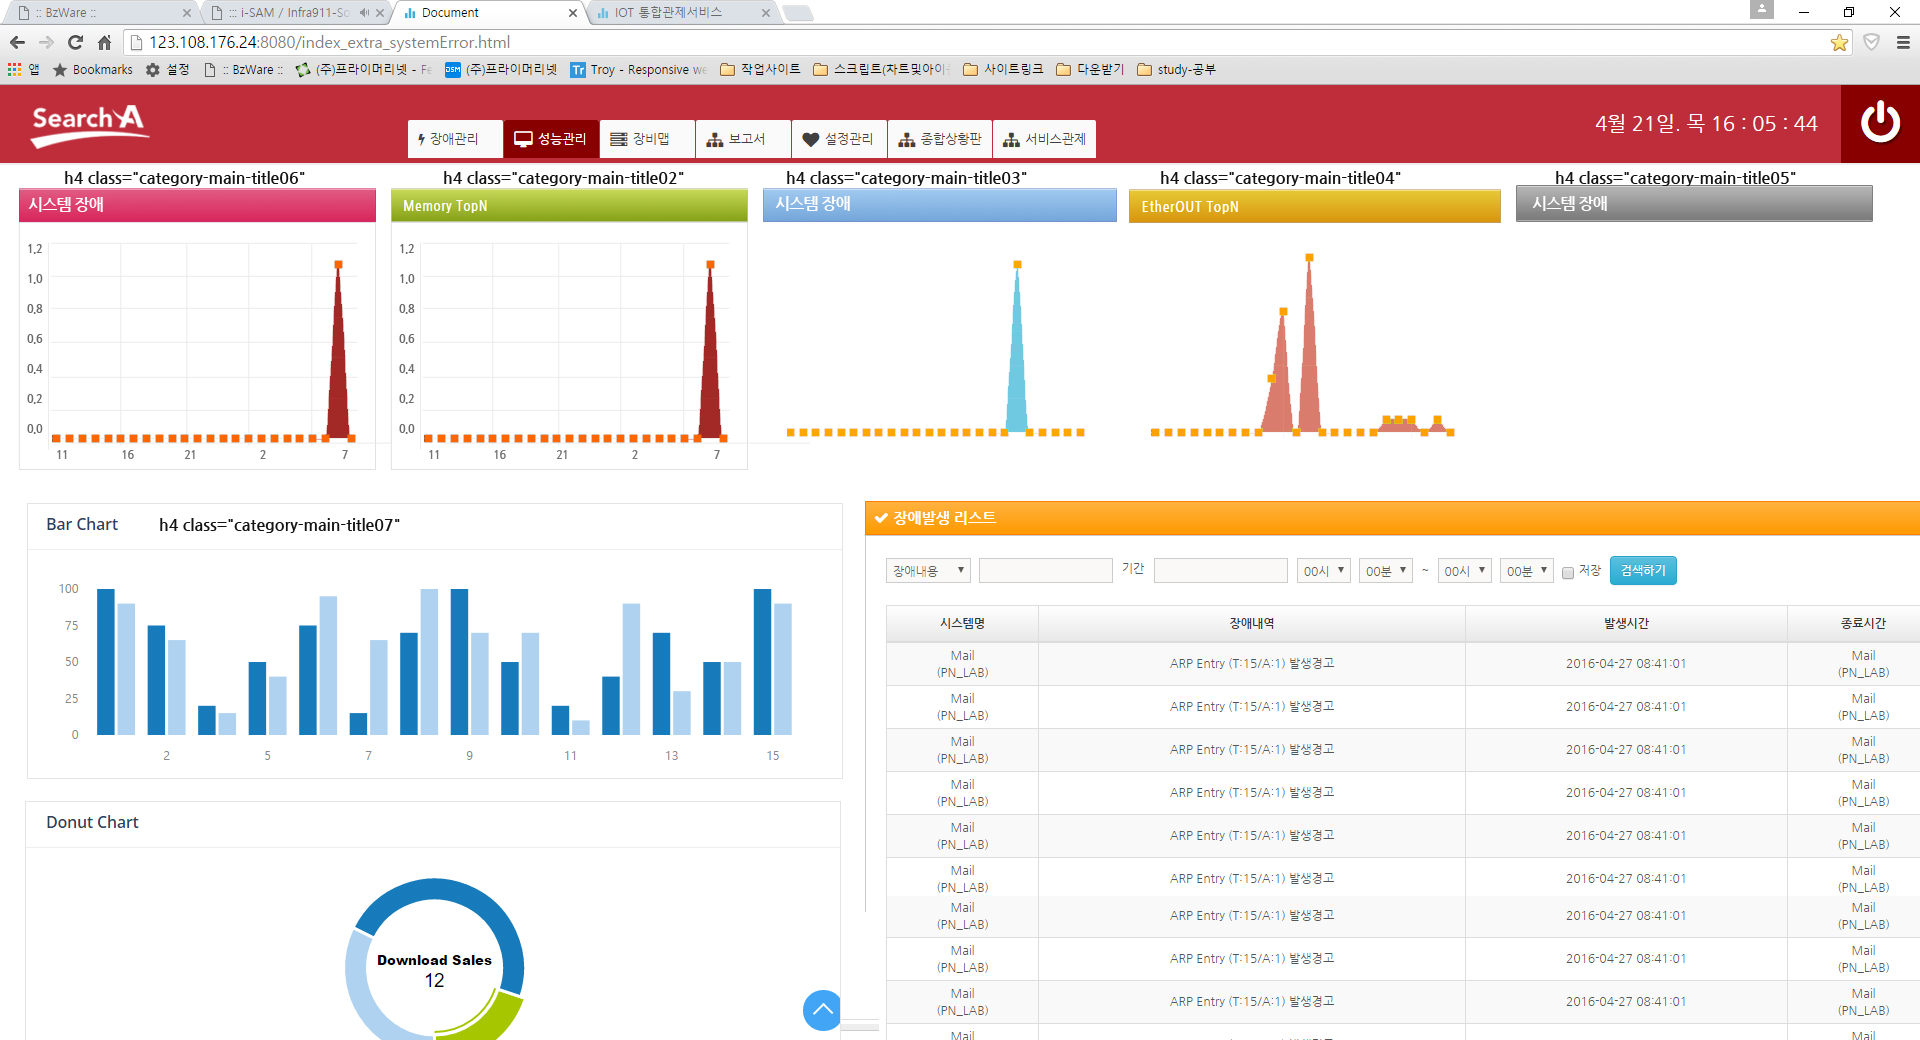 :: BzWare ::
::: i-SAM / Infra911-So
Document
IOT 통합관제서비스
123.108.176.24:8080/index_extra_systemError.html
앱 Bookmarks 설정 :: BzWare :: (주)프라이머리넷 - Fe (주)프라이머리넷 Troy - Responsive we 작업사이트 스크립트(차트및아이콘 사이트링크 다운받기 study-공부
Search A
장애관리 성능관리 장비맵 보고서 설정관리 종합상황판 서비스관제
4월 21일. 목 16 : 05 : 44
h4 class="category-main-title06"
h4 class="category-main-title02"
h4 class="category-main-title03"
h4 class="category-main-title04"
h4 class="category-main-title05"
시스템 장애
Memory TopN
시스템 장애
EtherOUT TopN
시스템 장애
1.2
1.0
0.8
0.6
0.4
0.2
0.0
11 16 21 2 7
1.2
1.0
0.8
0.6
0.4
0.2
0.0
11 16 21 2 7
Bar Chart
h4 class="category-main-title07"
100
75
50
25
0
2 5 7 9 11 13 15
Donut Chart
Download Sales
12
장애발생 리스트
장애내용 기간 00시 00분 ~ 00시 00분 저장 검색하기
시스템명 장애내역 발생시간 종료시간
Mail
(PN_LAB) ARP Entry (T:15/A:1) 발생경고 2016-04-27 08:41:01 Mail
(PN_LAB)
Mail
(PN_LAB) ARP Entry (T:15/A:1) 발생경고 2016-04-27 08:41:01 Mail
(PN_LAB)
Mail
(PN_LAB) ARP Entry (T:15/A:1) 발생경고 2016-04-27 08:41:01 Mail
(PN_LAB)
Mail
(PN_LAB) ARP Entry (T:15/A:1) 발생경고 2016-04-27 08:41:01 Mail
(PN_LAB)
Mail
(PN_LAB) ARP Entry (T:15/A:1) 발생경고 2016-04-27 08:41:01 Mail
(PN_LAB)
Mail
(PN_LAB) ARP Entry (T:15/A:1) 발생경고 2016-04-27 08:41:01 Mail
(PN_LAB)
Mail
(PN_LAB) ARP Entry (T:15/A:1) 발생경고 2016-04-27 08:41:01 Mail
(PN_LAB)
Mail
(PN_LAB) ARP Entry (T:15/A:1) 발생경고 2016-04-27 08:41:01 Mail
(PN_LAB)
Mail
(PN_LAB) ARP Entry (T:15/A:1) 발생경고 2016-04-27 08:41:01 Mail
(PN_LAB)
Mail Mail